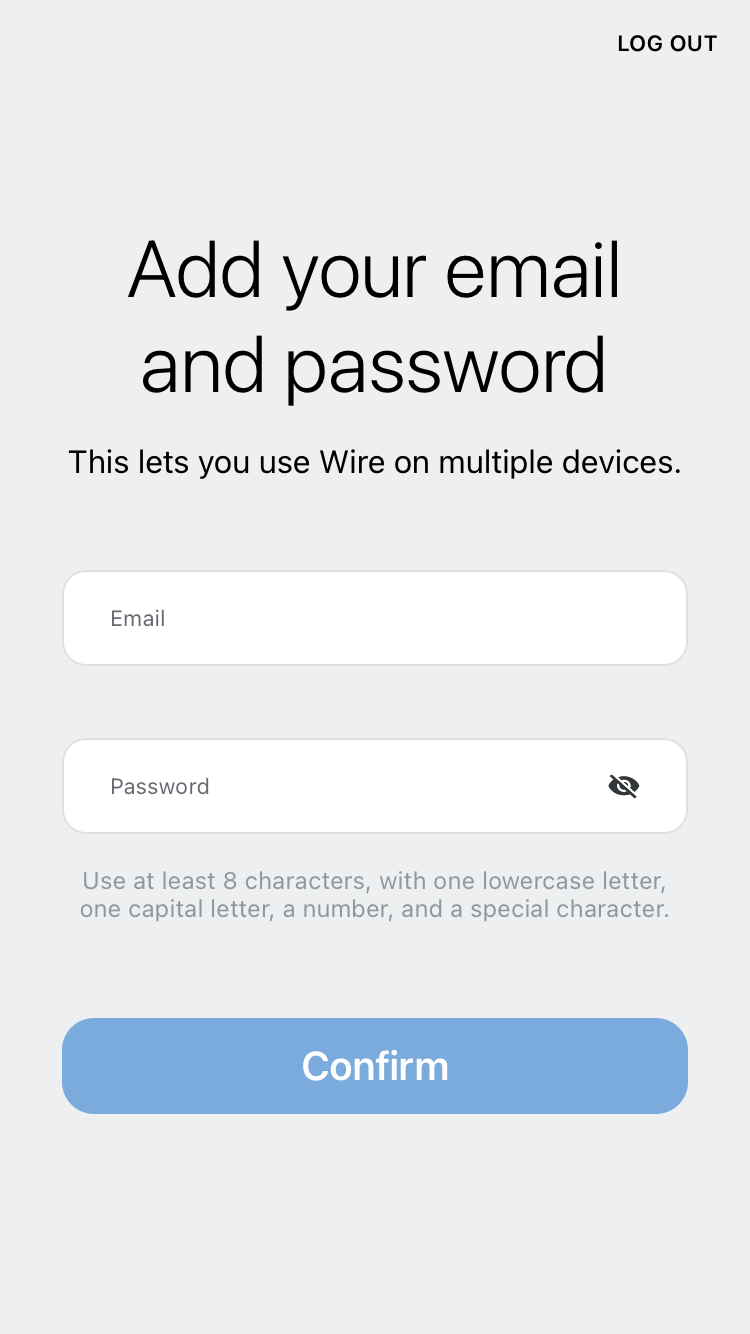 LOG OUT
Add your email
and password
This lets you use Wire on multiple devices.
Email
Password
Use at least 8 characters, with one lowercase letter,
one capital letter, a number, and a special character.
Confirm